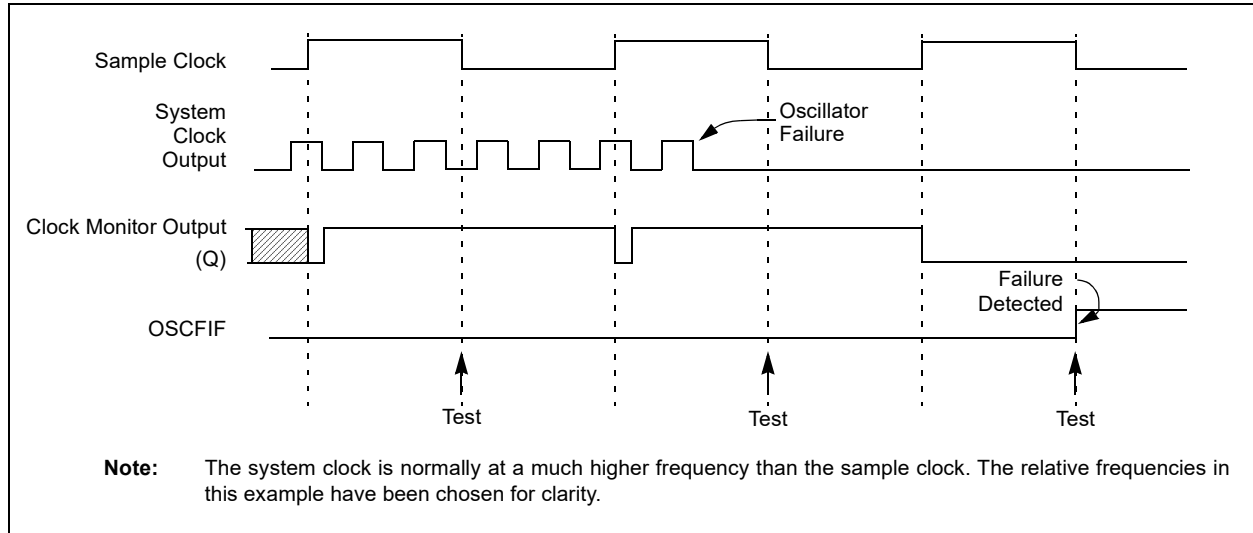 Sample Clock
System
Clock
Output
Oscillator
Failure
Clock Monitor Output
(Q)
Failure
Detected
OSCFIF
Test
Test
Test
Note: The system clock is normally at a much higher frequency than the sample clock. The relative frequencies in
this example have been chosen for clarity.